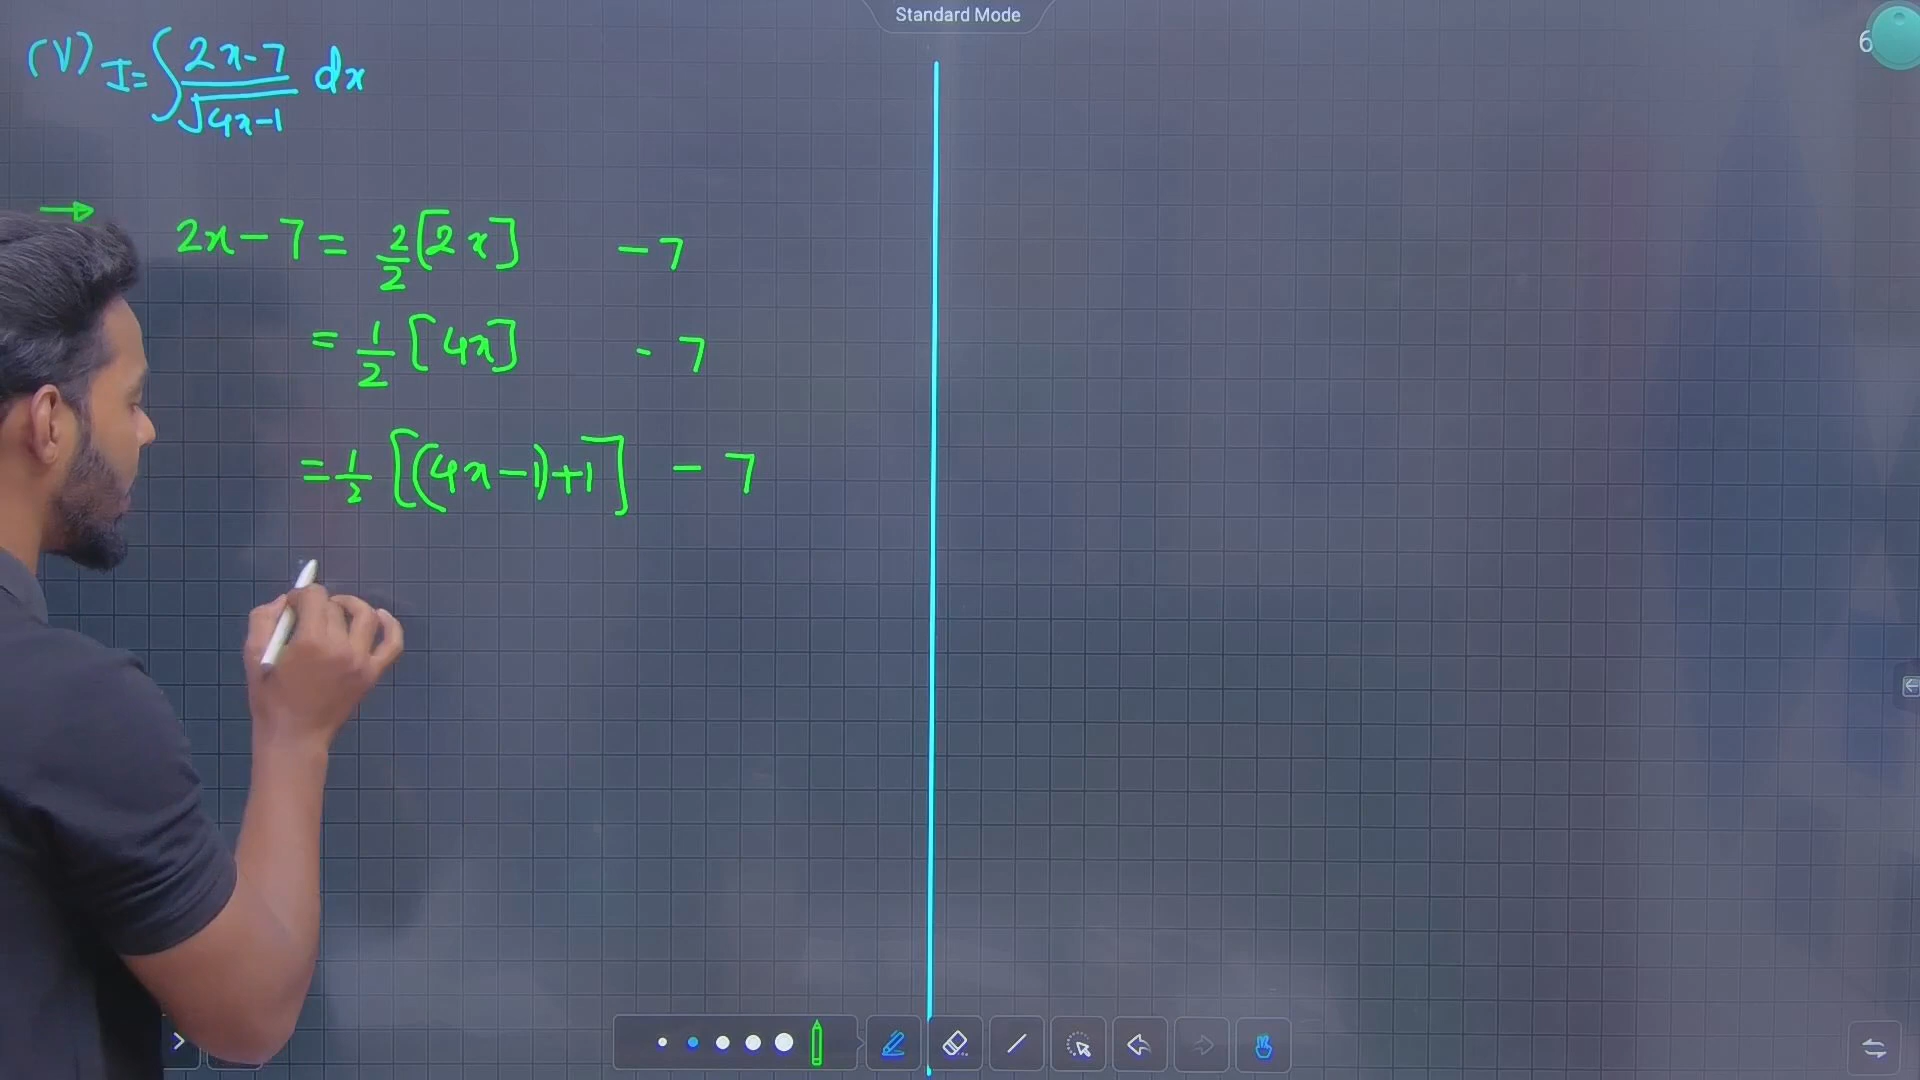 Standard Mode
6
(V) I = ∫ 2x-7 / √4x-1 dx
→ 2x - 7 = 2/2 [2x] - 7
= 1/2 [4x] - 7
= 1/2 [(4x-1)+1] - 7